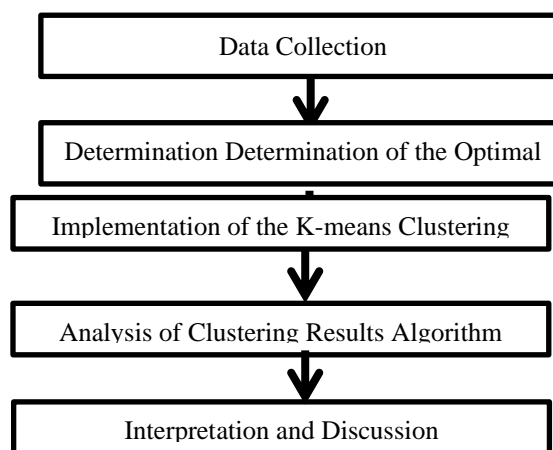 Data Collection
Determination Determination of the Optimal
Implementation of the K-means Clustering
Analysis of Clustering Results Algorithm
Interpretation and Discussion